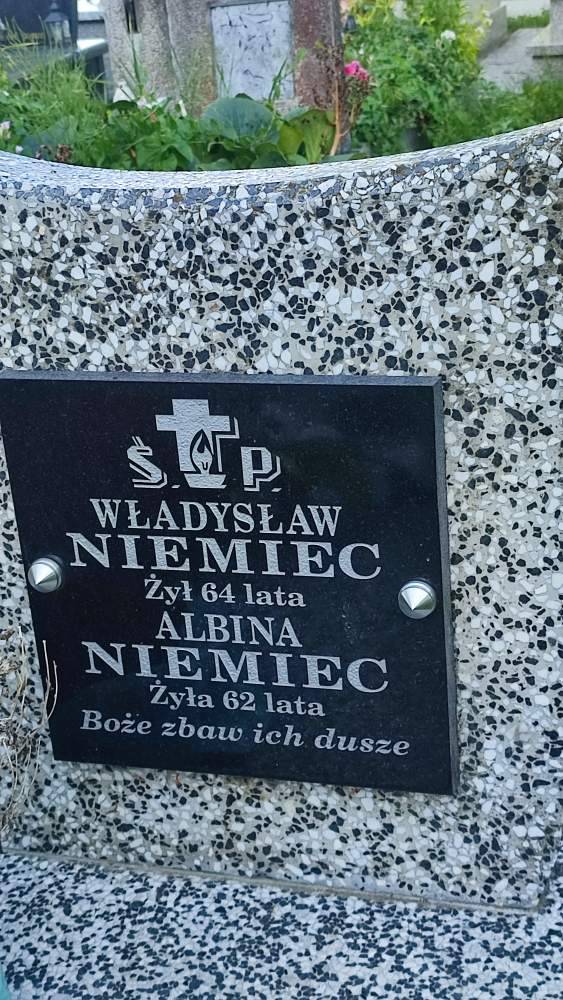 Ś.P.
WŁADYSŁAW
NIEMIEC
Żył 64 lata
ALBINA
NIEMIEC
Żyła 62 lata
Boże zbaw ich dusze